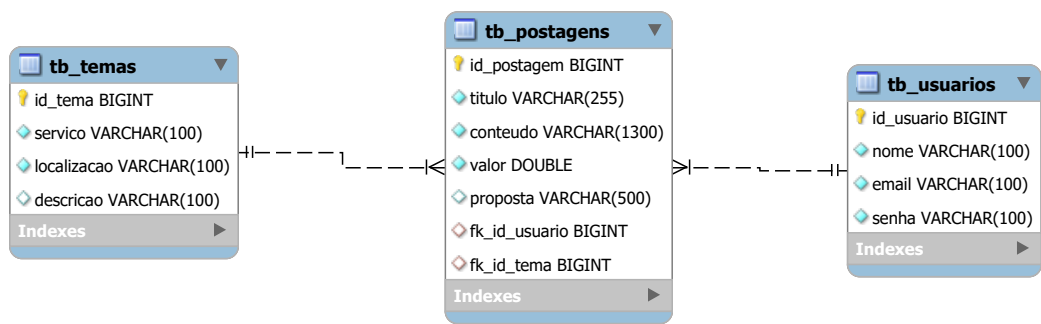 tb_temas
id_tema BIGINT
servico VARCHAR(100)
localizacao VARCHAR(100)
descricao VARCHAR(100)
Indexes
tb_postagens
id_postagem BIGINT
titulo VARCHAR(255)
conteudo VARCHAR(1300)
valor DOUBLE
proposta VARCHAR(500)
fk_id_usuario BIGINT
fk_id_tema BIGINT
Indexes
tb_usuarios
id_usuario BIGINT
nome VARCHAR(100)
email VARCHAR(100)
senha VARCHAR(100)
Indexes